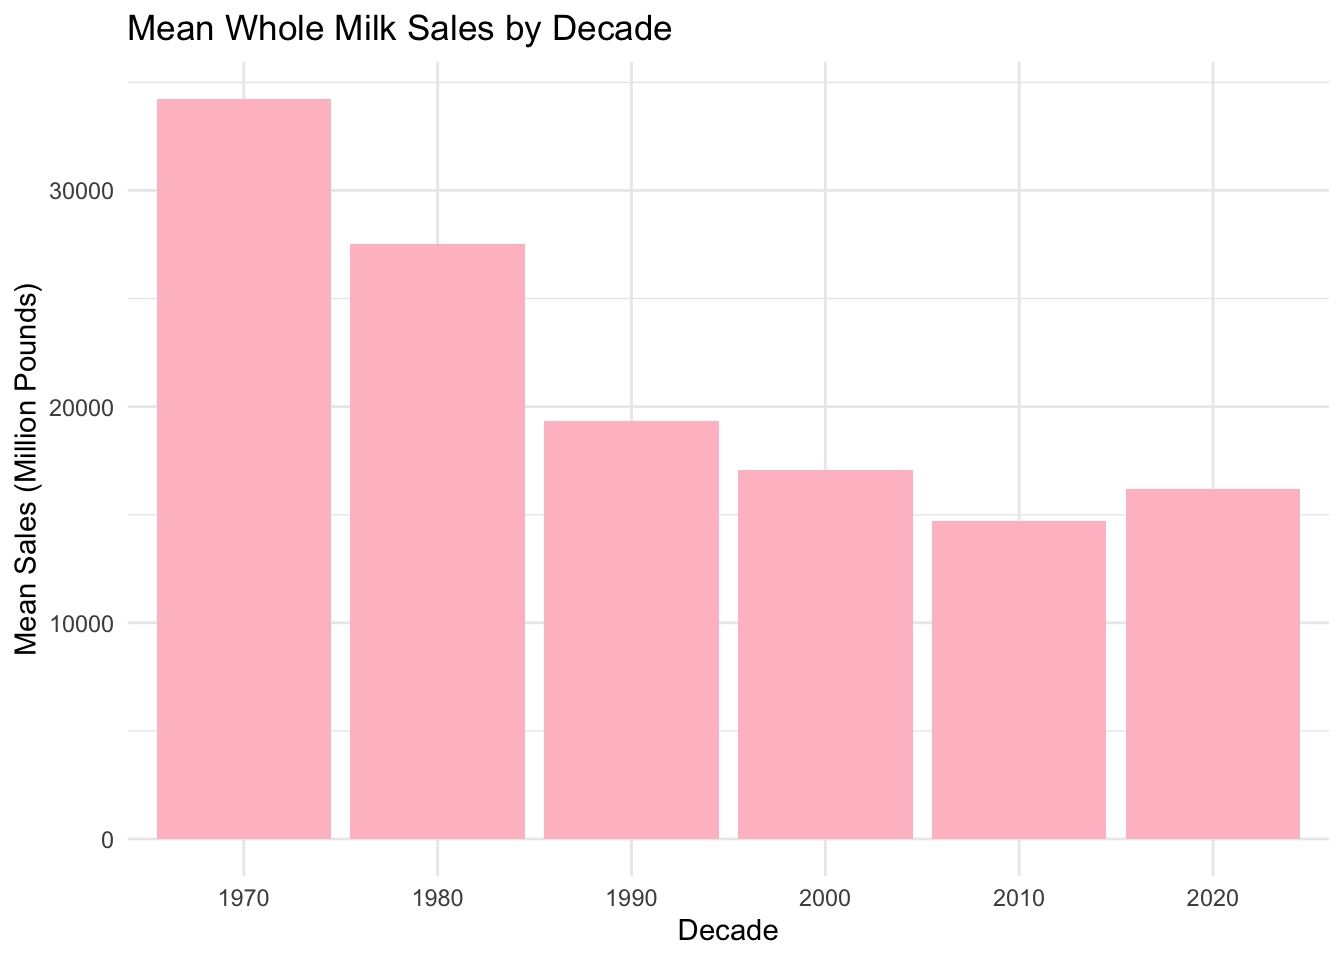 Mean Whole Milk Sales by Decade
Mean Sales (Million Pounds)
30000
20000
10000
0
1970 1980 1990 2000 2010 2020
Decade